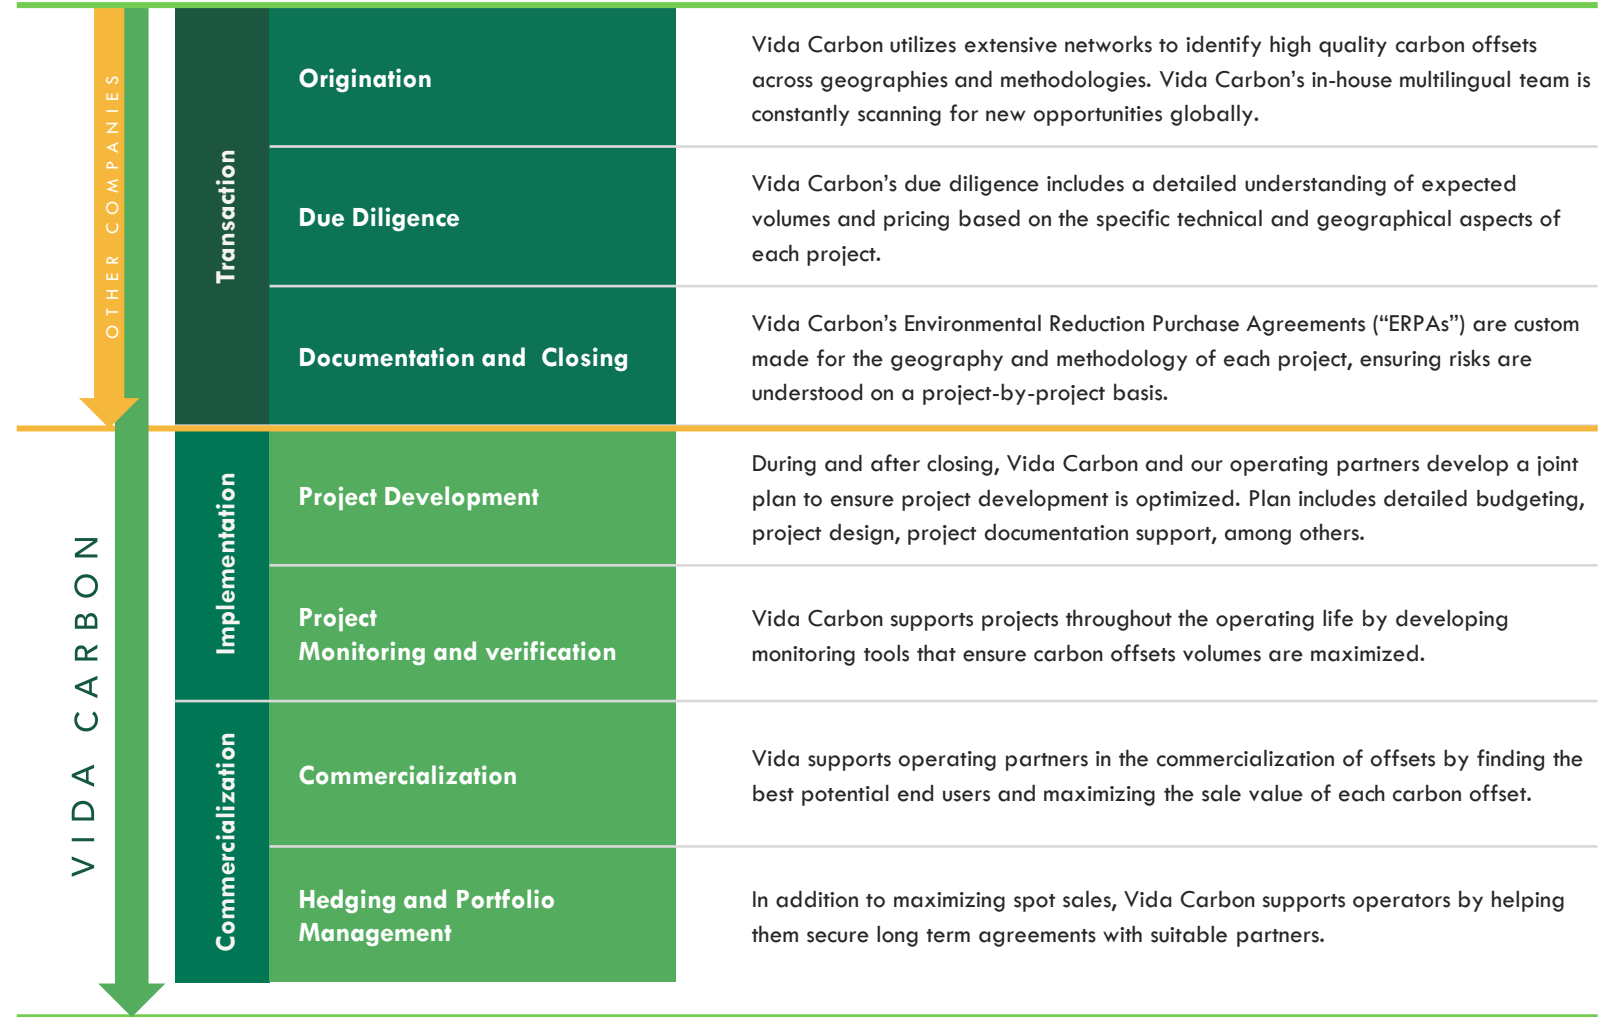 OTHER COMPANIES
VIDA CARBON
Transaction
Origination
Vida Carbon utilizes extensive networks to identify high quality carbon offsets
across geographies and methodologies. Vida Carbon’s in-house multilingual team is
constantly scanning for new opportunities globally.
Due Diligence
Vida Carbon’s due diligence includes a detailed understanding of expected
volumes and pricing based on the specific technical and geographical aspects of
each project.
Documentation and Closing
Vida Carbon’s Environmental Reduction Purchase Agreements (“ERPAs”) are custom
made for the geography and methodology of each project, ensuring risks are
understood on a project-by-project basis.
Implementation
Project Development
During and after closing, Vida Carbon and our operating partners develop a joint
plan to ensure project development is optimized. Plan includes detailed budgeting,
project design, project documentation support, among others.
Project
Monitoring and verification
Vida Carbon supports projects throughout the operating life by developing
monitoring tools that ensure carbon offsets volumes are maximized.
Commercialization
Commercialization
Vida supports operating partners in the commercialization of offsets by finding the
best potential end users and maximizing the sale value of each carbon offset.
Hedging and Portfolio
Management
In addition to maximizing spot sales, Vida Carbon supports operators by helping
them secure long term agreements with suitable partners.